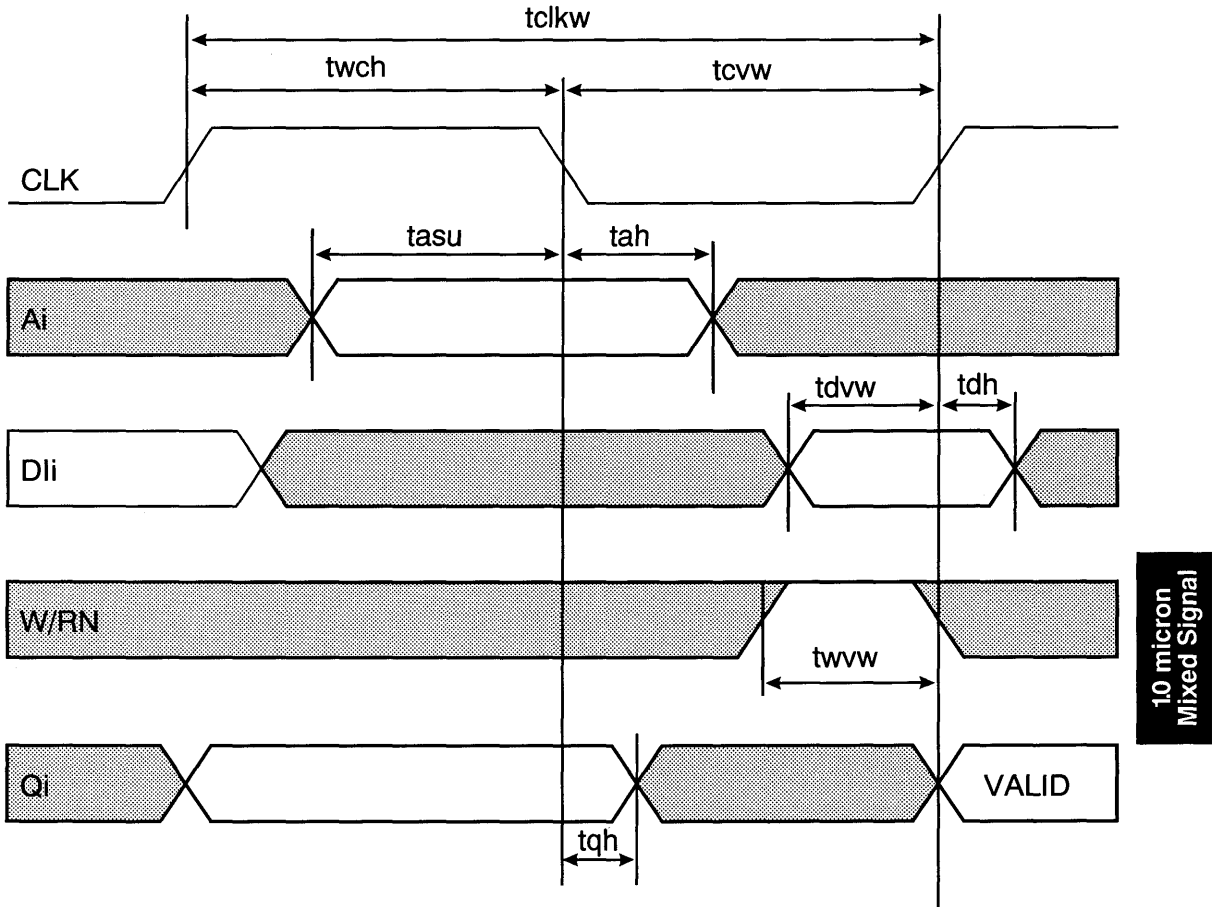 tclkw
twch
tcvw
CLK
tasu
tah
Ai
tdvw
tdh
DIi
W/RN
twvw
1.0 micron
Mixed Signal
Qi
VALID
tqh